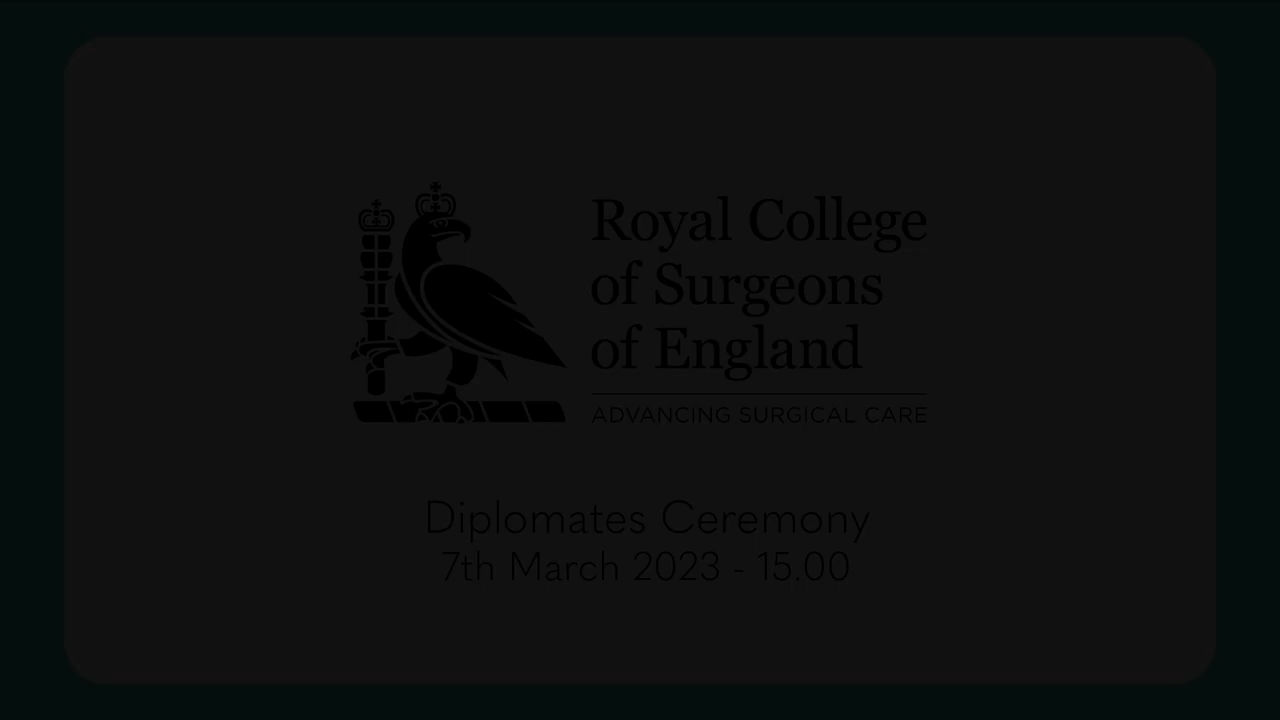 Royal College
of Surgeons
of England
ADVANCING SURGICAL CARE
Diplomates Ceremony
7th March 2023 - 15.00